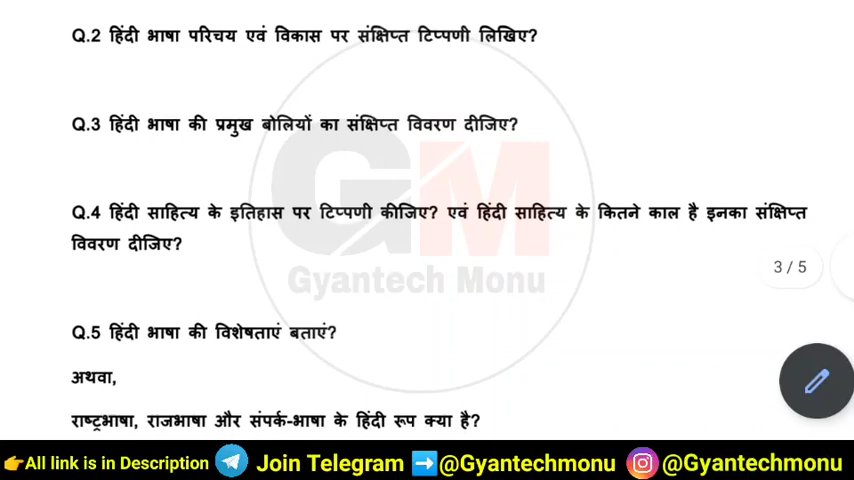 Q.2 हिंदी भाषा परिचय एवं विकास पर संक्षिप्त टिप्पणी लिखिए?
Q.3 हिंदी भाषा की प्रमुख बोलियों का संक्षिप्त विवरण दीजिए?
GM
Q.4 हिंदी साहित्य के इतिहास पर टिप्पणी कीजिए? एवं हिंदी साहित्य के कितने काल है इनका संक्षिप्त
विवरण दीजिए?
3 / 5
Gyantech Monu
Q.5 हिंदी भाषा की विशेषताएं बताएं?
अथवा,
राष्ट्रभाषा, राजभाषा और संपर्क-भाषा के हिंदी रूप क्या है?
👉All link is in Description Join Telegram ➡️@Gyantechmonu @Gyantechmonu